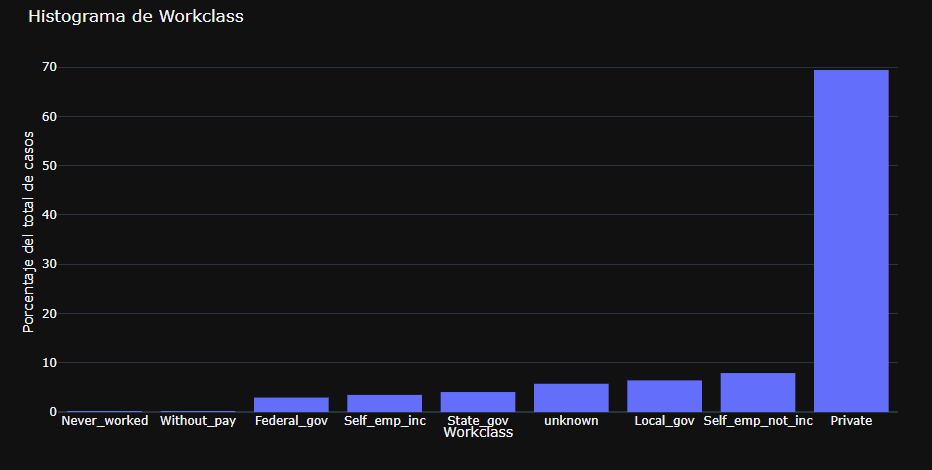 Histograma de Workclass
Porcentaje del total de casos
70
60
50
40
30
20
10
0
Never_worked Without_pay Federal_gov Self_emp_inc State_gov unknown Local_gov Self_emp_not_inc Private
Workclass